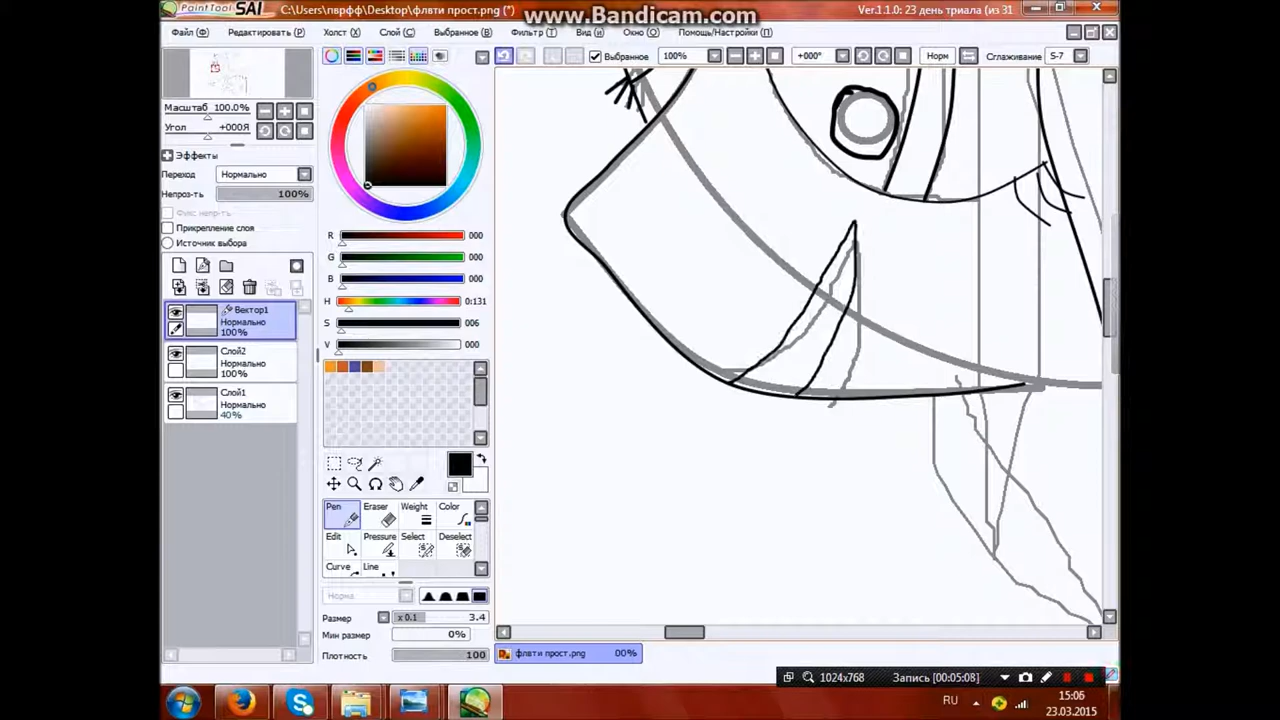 PaintTool SAI C:\Users\пврфф\Desktop\флвти прост.png (*) Ver.1.1.0: 23 день триала (из 31
www.Bandicam.com
Файл (F) Редактировать (P) Холст (X) Слой (C) Выбранное (B) Фильтр (T) Вид (И) Окно (O) Помощь/Настройки (П)
Выбранное 100% +000° Норм Сглаживание S-7
Масштаб 100.0%
Угол +000Я
Эффекты
Переход Нормально
Непроз-ть 100%
Фикс непр-ть
Прикрепление слоя
Источник выбора
Вектор1
Нормально
100%
Слой2
Нормально
100%
Слой1
Нормально
40%
R 000
G 000
B 000
H 0:131
S 006
V 000
Pen Eraser Weight Color
Edit Pressure Select Deselect
Curve Line
Норма
Размер x 0.1 3.4
Мин размер 0%
Плотность 100
флвти прост.png 00%
1024x768 Запись [00:05:08]
RU 15:06
23.03.2015